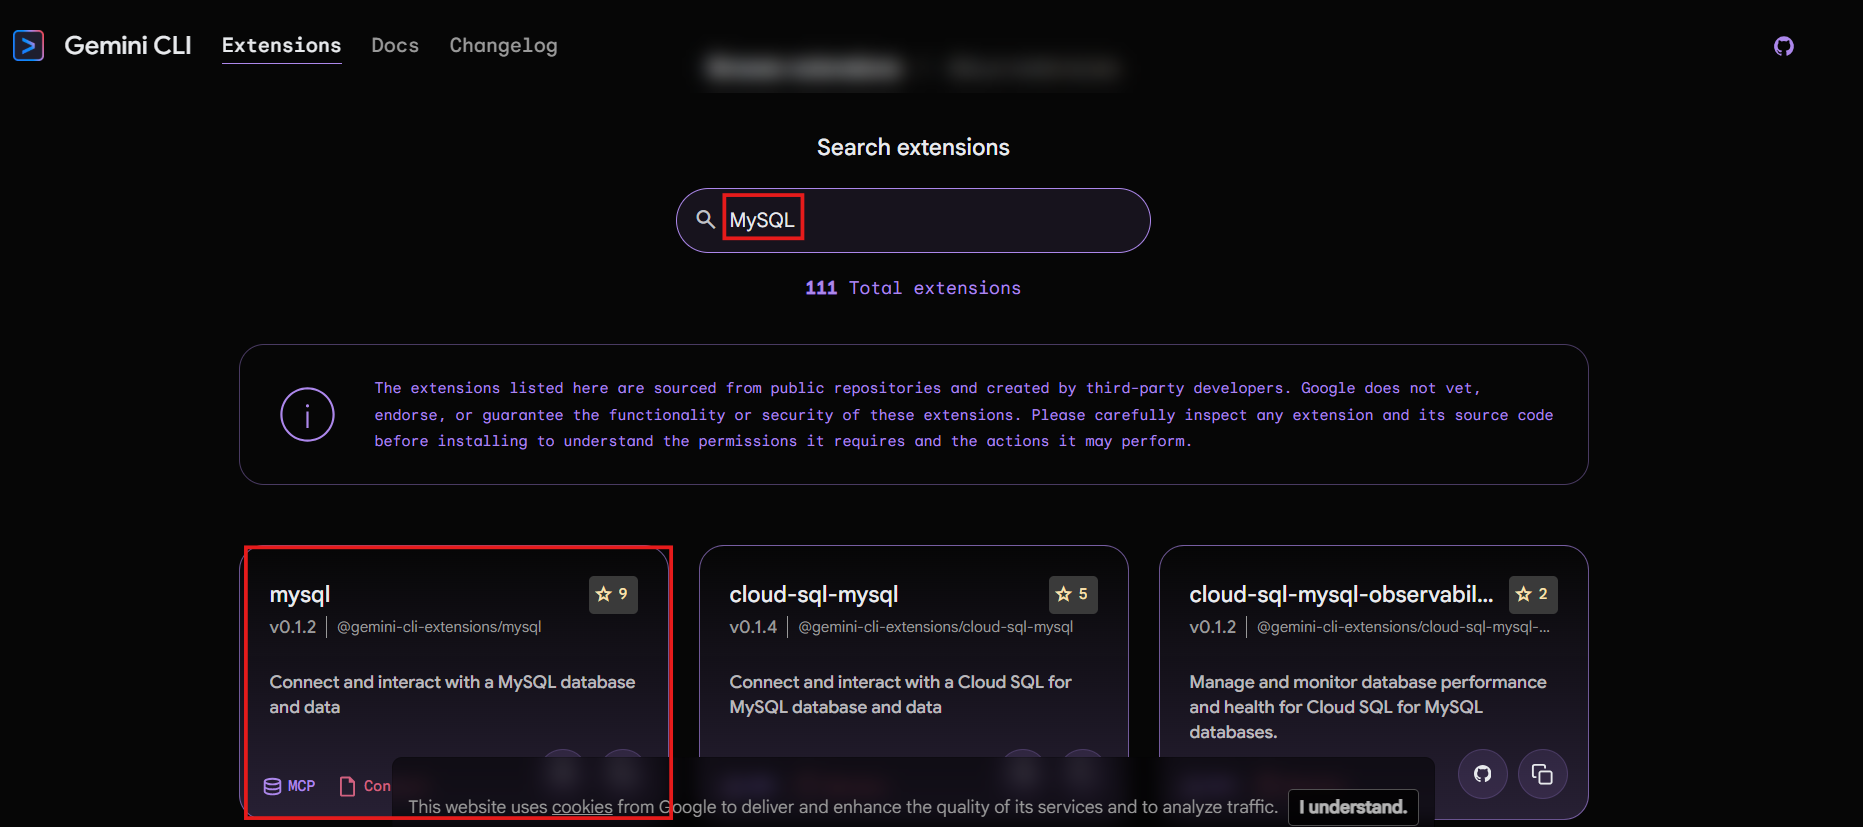 Gemini CLI
Extensions
Docs
Changelog
Search extensions
MySQL
111 Total extensions
The extensions listed here are sourced from public repositories and created by third-party developers. Google does not vet,
endorse, or guarantee the functionality or security of these extensions. Please carefully inspect any extension and its source code
before installing to understand the permissions it requires and the actions it may perform.
mysql
9
v0.1.2 | @gemini-cli-extensions/mysql
Connect and interact with a MySQL database
and data
MCP
Con
cloud-sql-mysql
5
v0.1.4 | @gemini-cli-extensions/cloud-sql-mysql
Connect and interact with a Cloud SQL for
MySQL database and data
cloud-sql-mysql-observabil...
2
v0.1.2 | @gemini-cli-extensions/cloud-sql-mysql-...
Manage and monitor database performance
and health for Cloud SQL for MySQL
databases.
This website uses cookies from Google to deliver and enhance the quality of its services and to analyze traffic.
I understand.